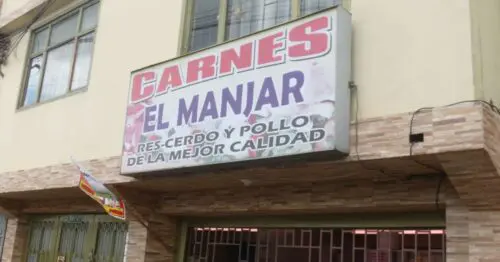 CARNES
EL MANJAR
RES-CERDO Y POLLO
DE LA MEJOR CALIDAD